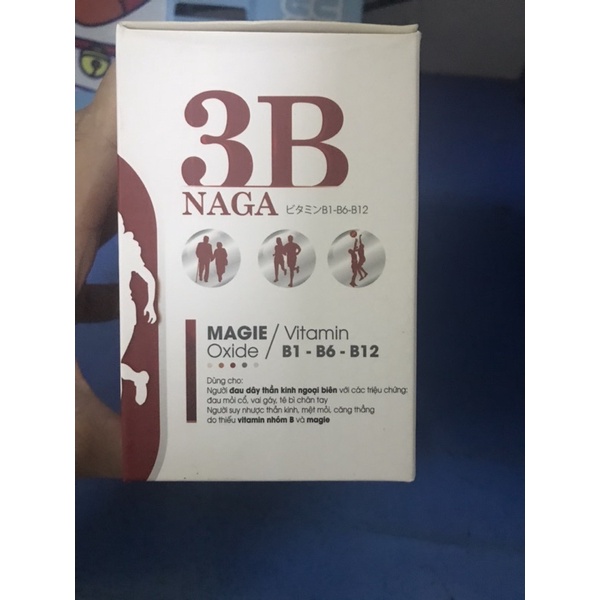 3B
NAGA ビタミンB1-B6-B12
MAGIE / Vitamin
Oxide / B1 - B6 - B12
Dùng cho:
Người đau dây thần kinh ngoại biên với các triệu chứng:
đau mỏi cổ, vai gáy, tê bì chân tay
Người suy nhược thần kinh, mệt mỏi, căng thẳng
do thiếu vitamin nhóm B và magie